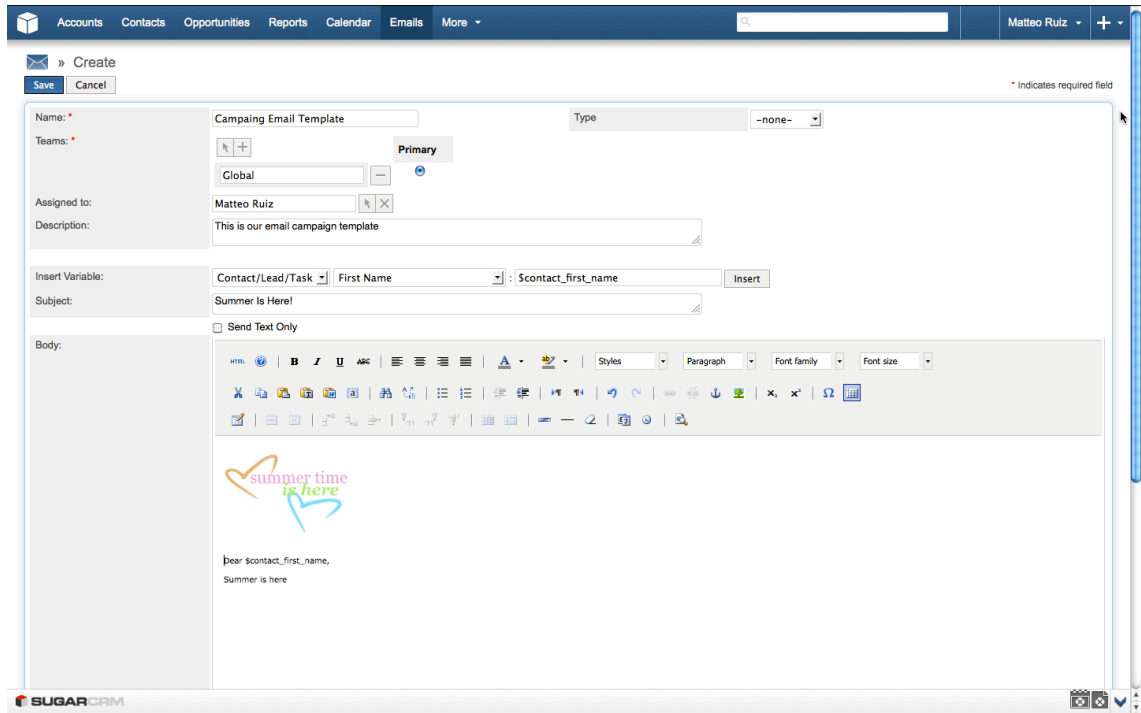 Accounts Contacts Opportunities Reports Calendar Emails More Matteo Ruiz
» Create
Save Cancel * Indicates required field
Name: * Campaing Email Template Type -none-
Teams: *
Primary
Global
Assigned to: Matteo Ruiz
Description: This is our email campaign template
Insert Variable: Contact/Lead/Task First Name : $contact_first_name Insert
Subject: Summer Is Here!
Send Text Only
Body:
HTML B I U ABC A ab Styles Paragraph Font family Font size
summer time
is here
Dear $contact_first_name,
Summer is here
SUGARCRM